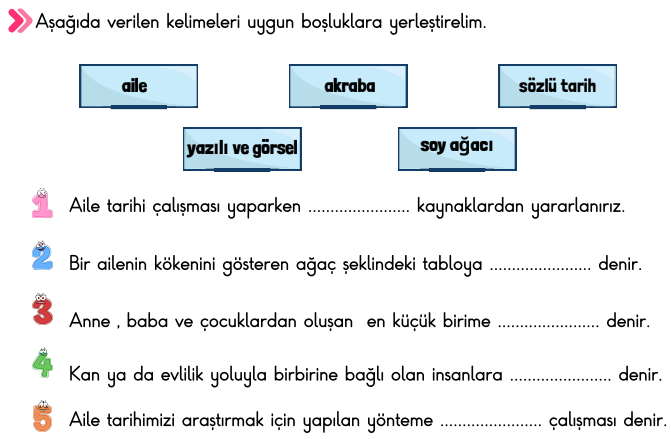 Aşağıda verilen kelimeleri uygun boşluklara yerleştirelim.
aile akraba sözlü tarih
yazılı ve görsel soy ağacı
1 Aile tarihi çalışması yaparken ....................... kaynaklardan yararlanırız.
2 Bir ailenin kökenini gösteren ağaç şeklindeki tabloya ....................... denir.
3 Anne , baba ve çocuklardan oluşan en küçük birime ....................... denir.
4 Kan ya da evlilik yoluyla birbirine bağlı olan insanlara ....................... denir.
5 Aile tarihimizi araştırmak için yapılan yönteme ....................... çalışması denir.